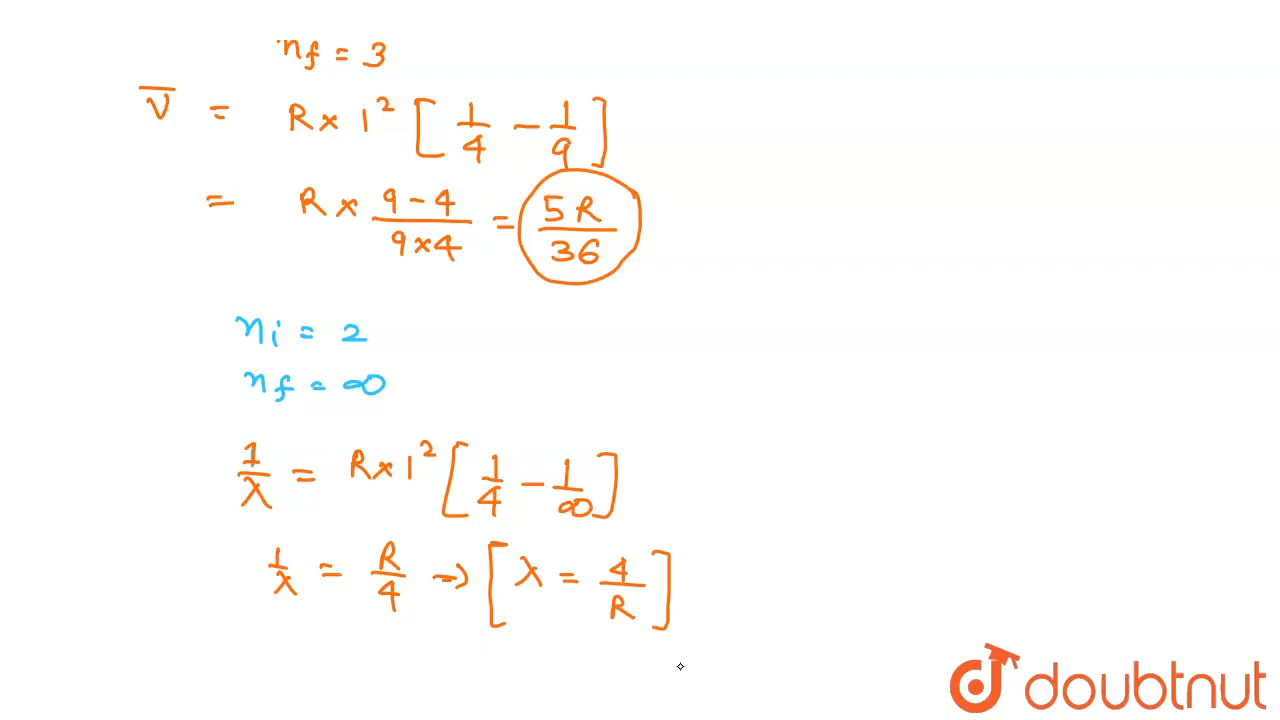 nf = 3
ν̅ = R × 1² [ 1/4 − 1/9 ]
= R × (9 − 4)/(9 × 4) = 5R/36
ni = 2
nf = ∞
1/λ = R × 1² [ 1/4 − 1/∞ ]
1/λ = R/4 → [ λ = 4/R ]
doubtnut